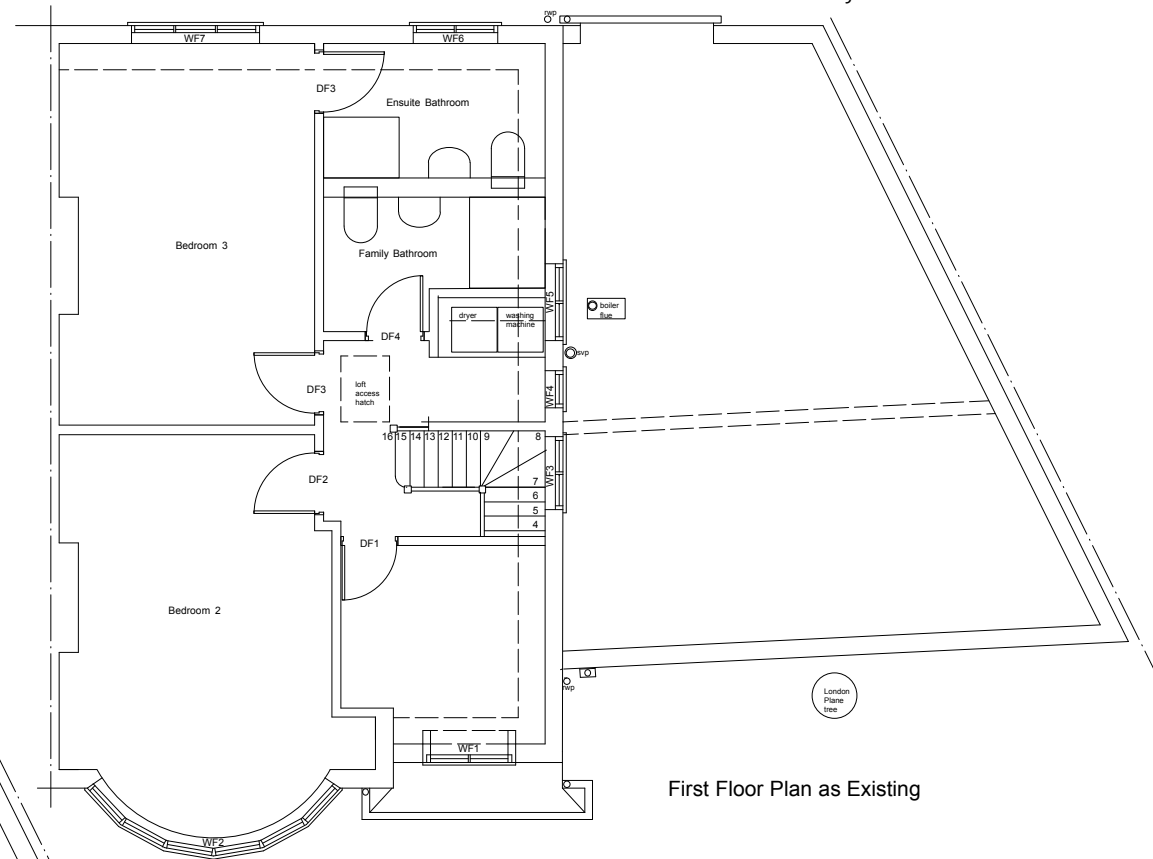 rwp
WF7
WF6
DF3
Ensuite Bathroom
Bedroom 3
Family Bathroom
WF5
boiler
flue
dryer
washing
machine
DF4
svp
DF3
loft
access
hatch
WF4
16 15 14 13 12 11 10 9 8
WF3
7
6
5
4
DF2
DF1
Bedroom 2
rwp
London
Plane
tree
WF1
First Floor Plan as Existing
WF2